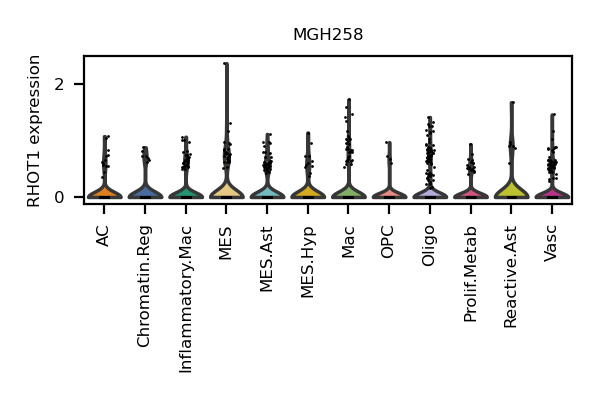 MGH258
RHOT1 expression
2
0
AC
Chromatin.Reg
Inflammatory.Mac
MES
MES.Ast
MES.Hyp
Mac
OPC
Oligo
Prolif.Metab
Reactive.Ast
Vasc